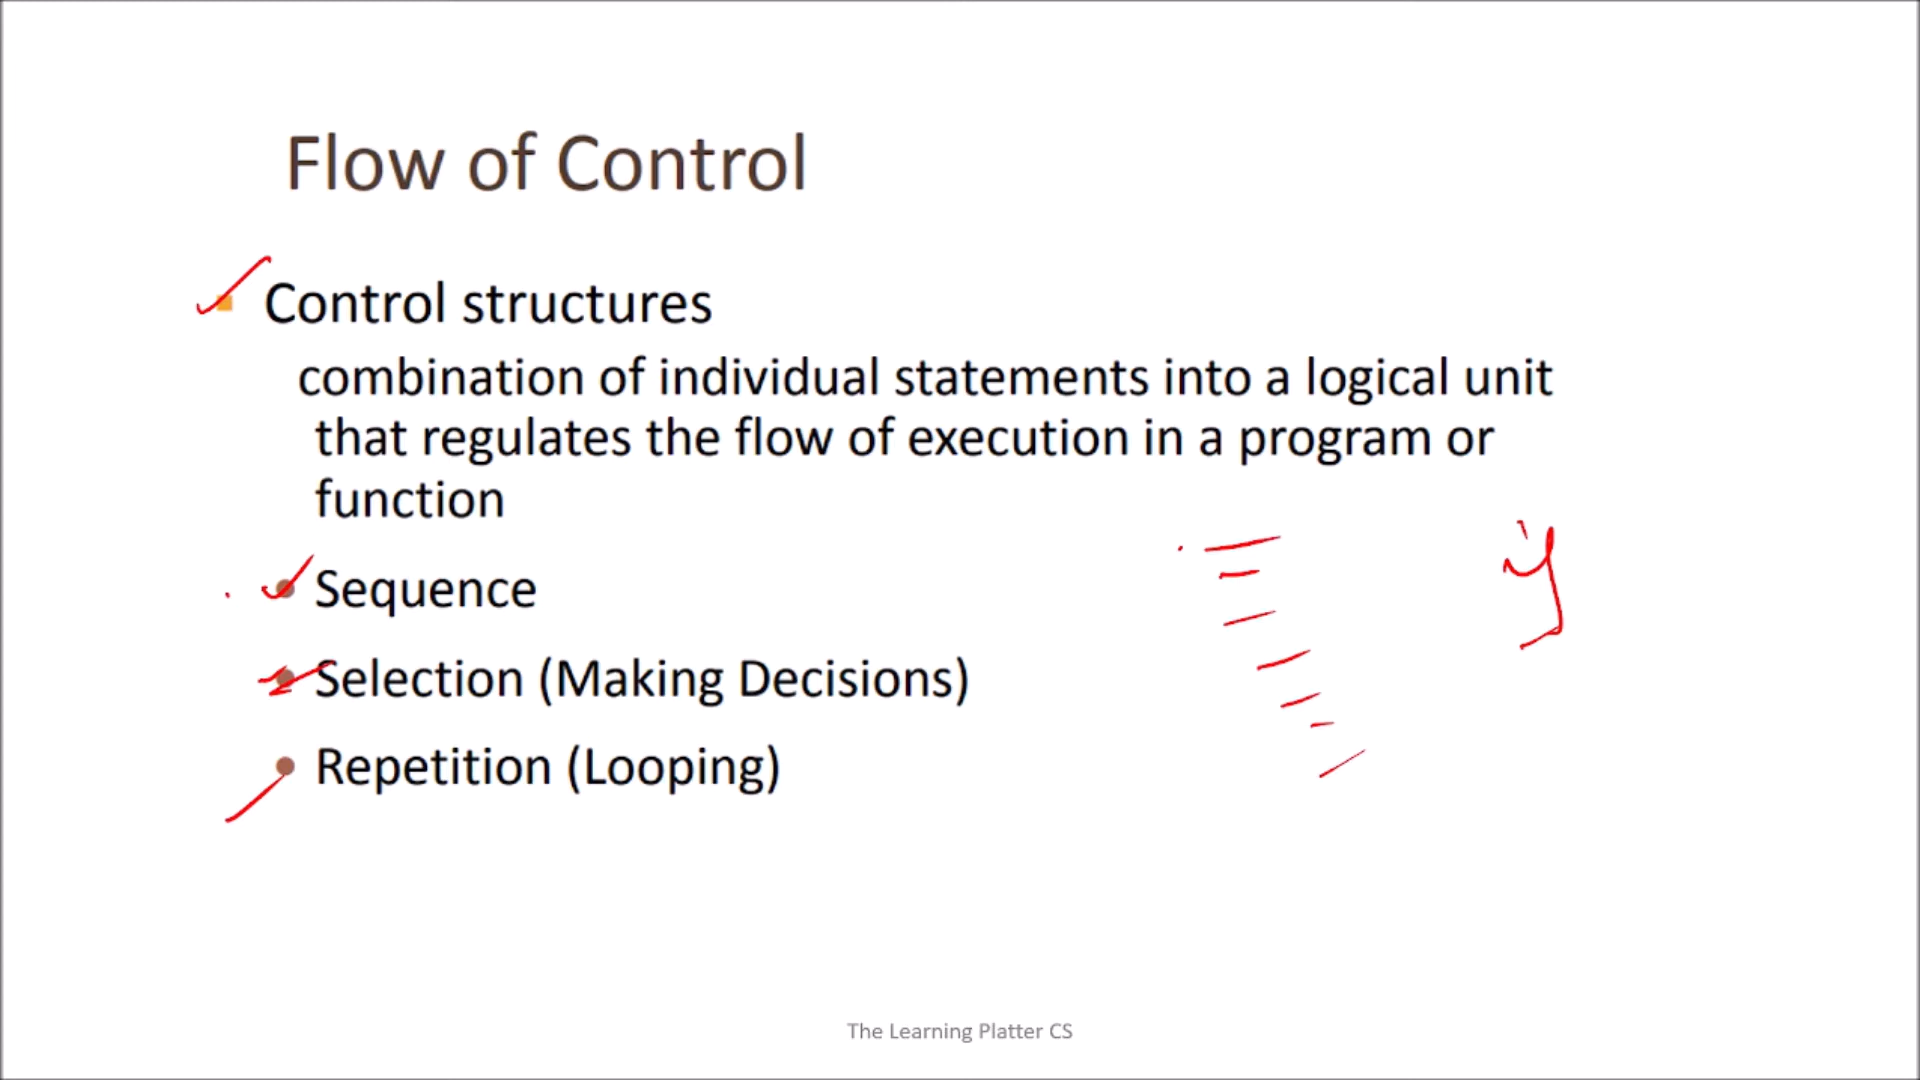 Flow of Control
Control structures
combination of individual statements into a logical unit
that regulates the flow of execution in a program or
function
Sequence
Selection (Making Decisions)
Repetition (Looping)
if
The Learning Platter CS